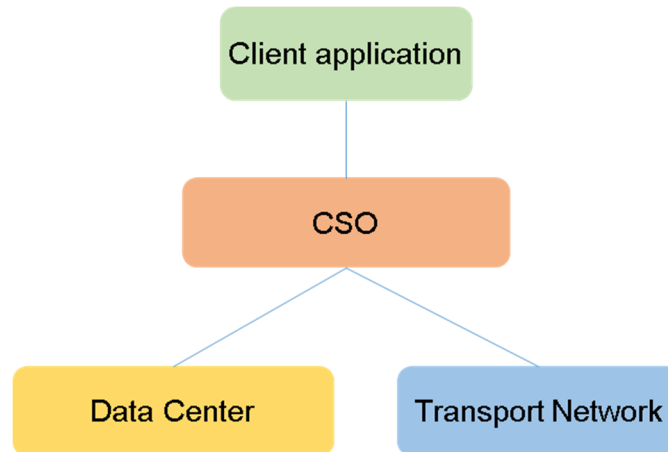 Client application
CSO
Data Center
Transport Network